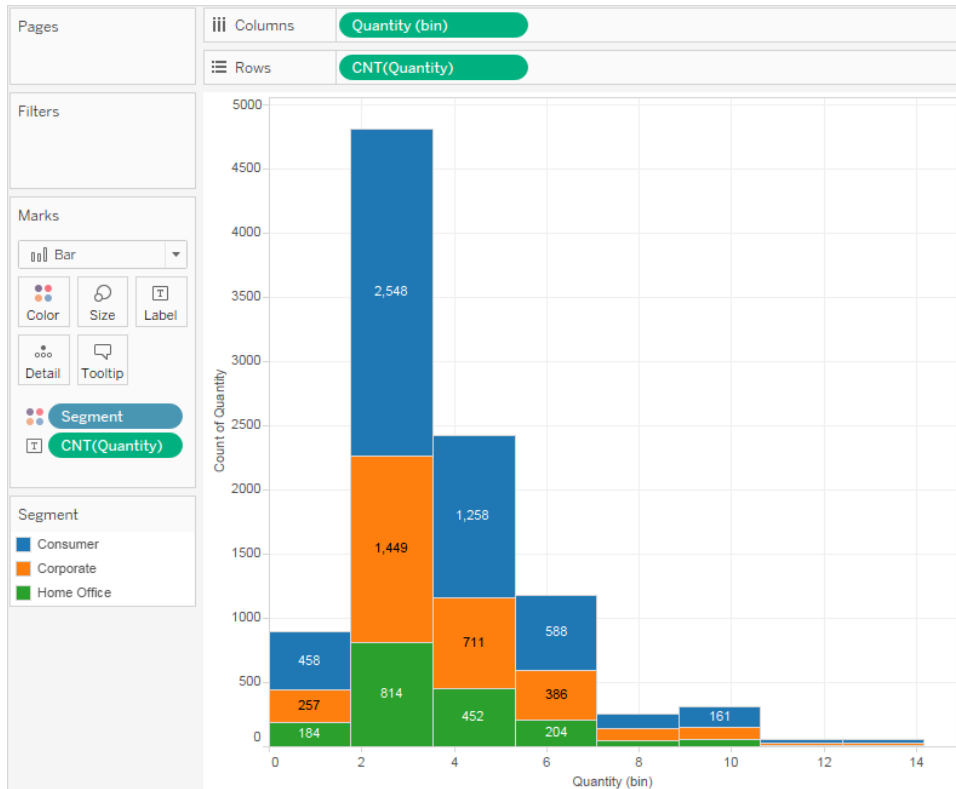 Pages
Columns
Quantity (bin)
Rows
CNT(Quantity)
Filters
Marks
Bar
Color
Size
T
Label
Detail
Tooltip
Segment
T
CNT(Quantity)
Segment
Consumer
Corporate
Home Office
Count of Quantity
5000
4500
4000
3500
3000
2500
2000
1500
1000
500
0
2,548
1,449
1,258
711
588
458
814
386
257
452
161
184
204
0
2
4
6
8
10
12
14
Quantity (bin)